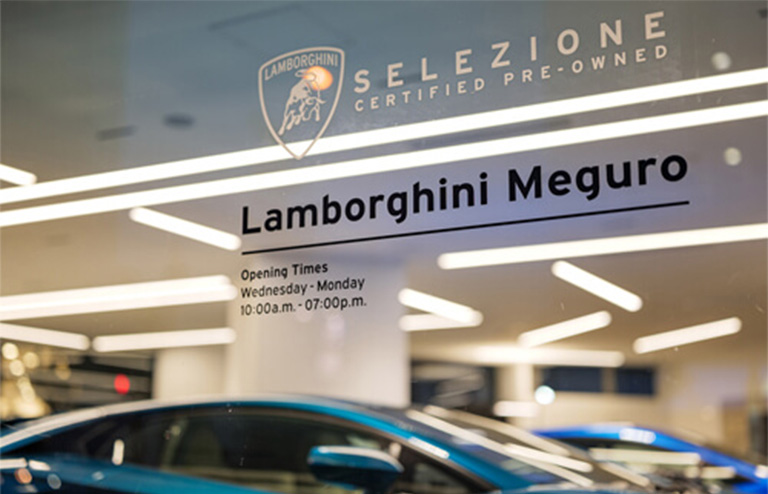 LAMBORGHINI
SELEZIONE
CERTIFIED PRE-OWNED
Lamborghini Meguro
Opening Times
Wednesday - Monday
10:00a.m. - 07:00p.m.